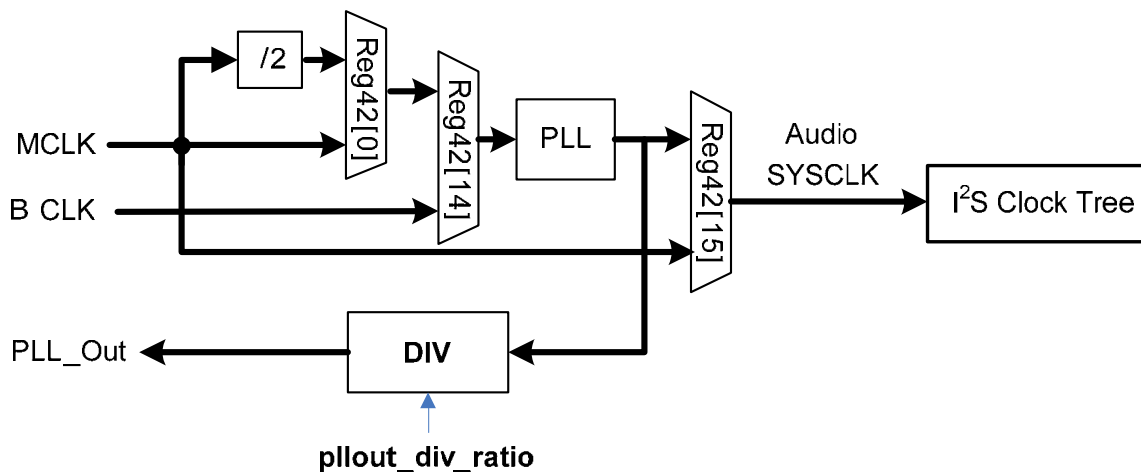 /2
Reg42[0]
Reg42[14]
PLL
Reg42[15]
MCLK
B CLK
Audio
SYSCLK
I²S Clock Tree
PLL_Out
DIV
pllout_div_ratio